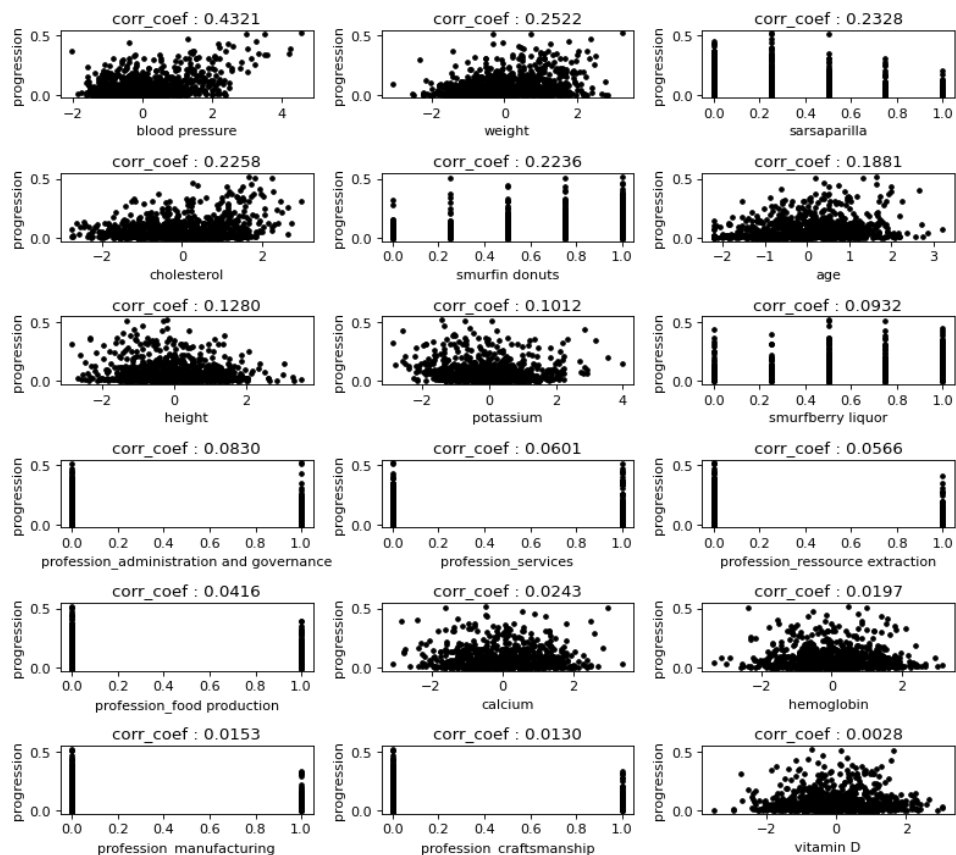 corr_coef : 0.4321
corr_coef : 0.2522
corr_coef : 0.2328
progression
0.5
0.0
−2
0
2
4
blood pressure
progression
0.5
0.0
−2
0
2
weight
progression
0.5
0.0
0.0
0.2
0.4
0.6
0.8
1.0
sarsaparilla
corr_coef : 0.2258
corr_coef : 0.2236
corr_coef : 0.1881
progression
0.5
0.0
−2
0
2
cholesterol
progression
0.5
0.0
0.0
0.2
0.4
0.6
0.8
1.0
smurfin donuts
progression
0.5
0.0
−2
−1
0
1
2
3
age
corr_coef : 0.1280
corr_coef : 0.1012
corr_coef : 0.0932
progression
0.5
0.0
−2
0
2
height
progression
0.5
0.0
−2
0
2
4
potassium
progression
0.5
0.0
0.0
0.2
0.4
0.6
0.8
1.0
smurfberry liquor
corr_coef : 0.0830
corr_coef : 0.0601
corr_coef : 0.0566
progression
0.5
0.0
0.0
0.2
0.4
0.6
0.8
1.0
profession_administration and governance
progression
0.5
0.0
0.0
0.2
0.4
0.6
0.8
1.0
profession_services
progression
0.5
0.0
0.0
0.2
0.4
0.6
0.8
1.0
profession_ressource extraction
corr_coef : 0.0416
corr_coef : 0.0243
corr_coef : 0.0197
progression
0.5
0.0
0.0
0.2
0.4
0.6
0.8
1.0
profession_food production
progression
0.5
0.0
−2
0
2
calcium
progression
0.5
0.0
−2
0
2
hemoglobin
corr_coef : 0.0153
corr_coef : 0.0130
corr_coef : 0.0028
progression
0.5
0.0
0.0
0.2
0.4
0.6
0.8
1.0
profession_manufacturing
progression
0.5
0.0
0.0
0.2
0.4
0.6
0.8
1.0
profession_craftsmanship
progression
0.5
0.0
−2
0
2
vitamin D